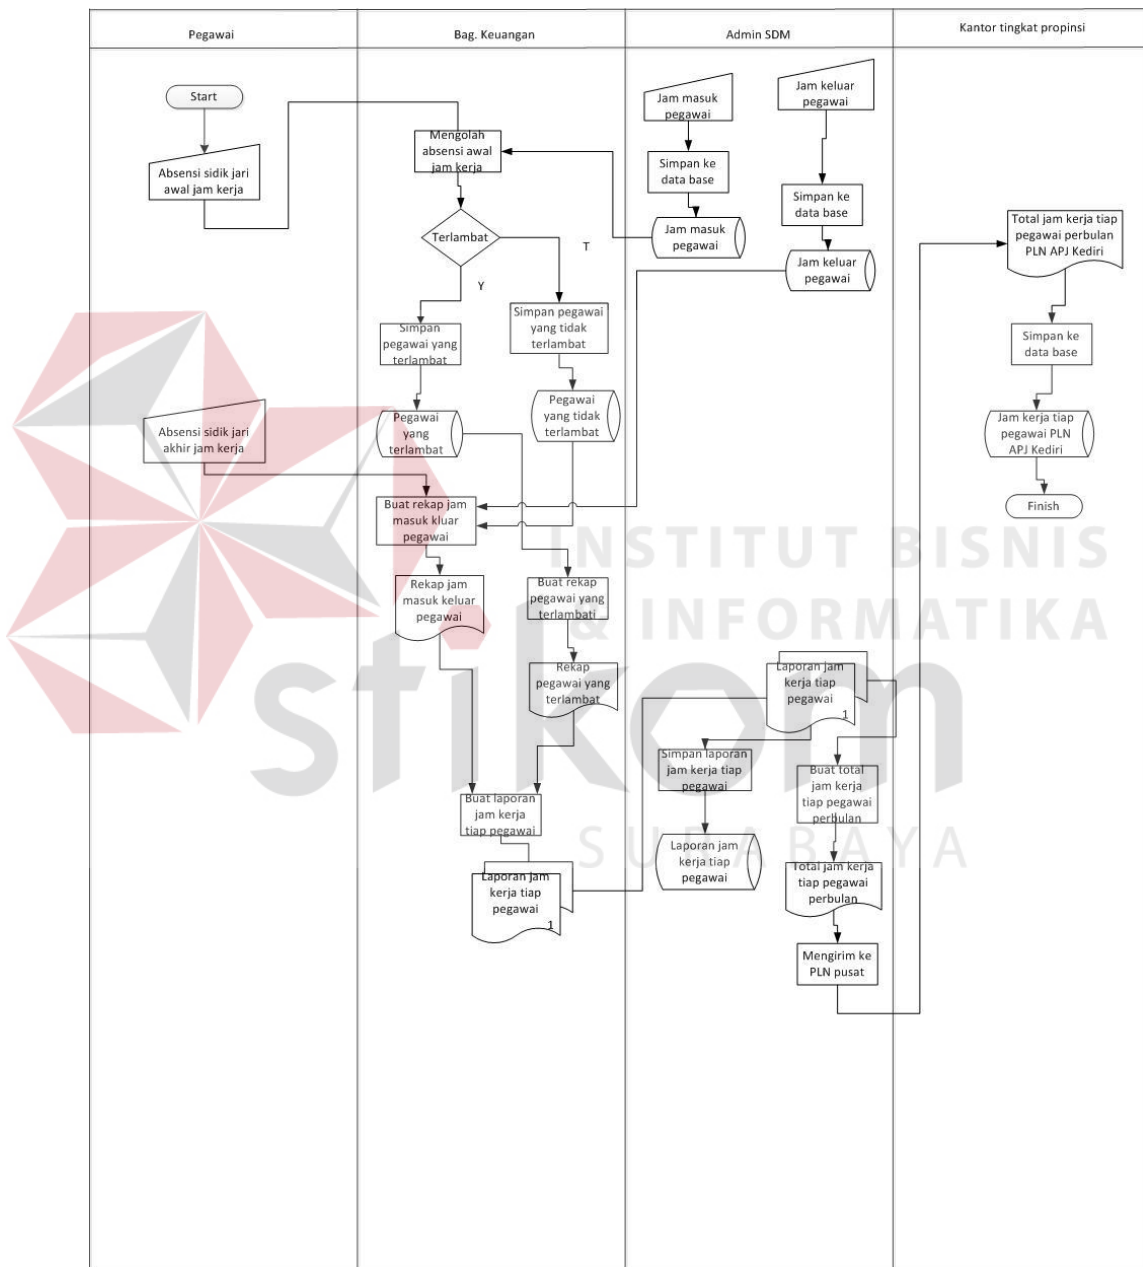 Pegawai
Bag. Keuangan
Admin SDM
Kantor tingkat propinsi
Start
Absensi sidik jari
awal jam kerja
Mengolah
absensi awal
jam kerja
Terlambat
T
Y
Simpan
pegawai yang
terlambat
Simpan pegawai
yang tidak
terlambat
Pegawai
yang
terlambat
Pegawai
yang tidak
terlambat
Jam masuk
pegawai
Simpan ke
data base
Jam masuk
pegawai
Jam keluar
pegawai
Simpan ke
data base
Jam keluar
pegawai
Total jam kerja tiap
pegawai perbulan
PLN APJ Kediri
Simpan ke
data base
Jam kerja tiap
pegawai PLN
APJ Kediri
Finish
Absensi sidik jari
akhir jam kerja
Buat rekap jam
masuk kluar
pegawai
Rekap jam
masuk keluar
pegawai
Buat rekap
pegawai yang
terlambati
Rekap
pegawai yang
terlambat
Buat laporan
jam kerja
tiap pegawai
Laporan jam
kerja tiap
pegawai
1
Laporan jam
kerja tiap
pegawai
1
Simpan laporan
jam kerja tiap
pegawai
Laporan jam
kerja tiap
pegawai
Buat total
jam kerja
tiap pegawai
perbulan
Total jam kerja
tiap pegawai
perbulan
Mengirim ke
PLN pusat
INSTITUT BISNIS
& INFORMATIKA
stikom
SURABAYA